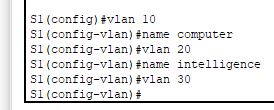 S1(config)#vlan 10
S1(config-vlan)#name computer
S1(config-vlan)#vlan 20
S1(config-vlan)#name intelligence
S1(config-vlan)#vlan 30
S1(config-vlan)#